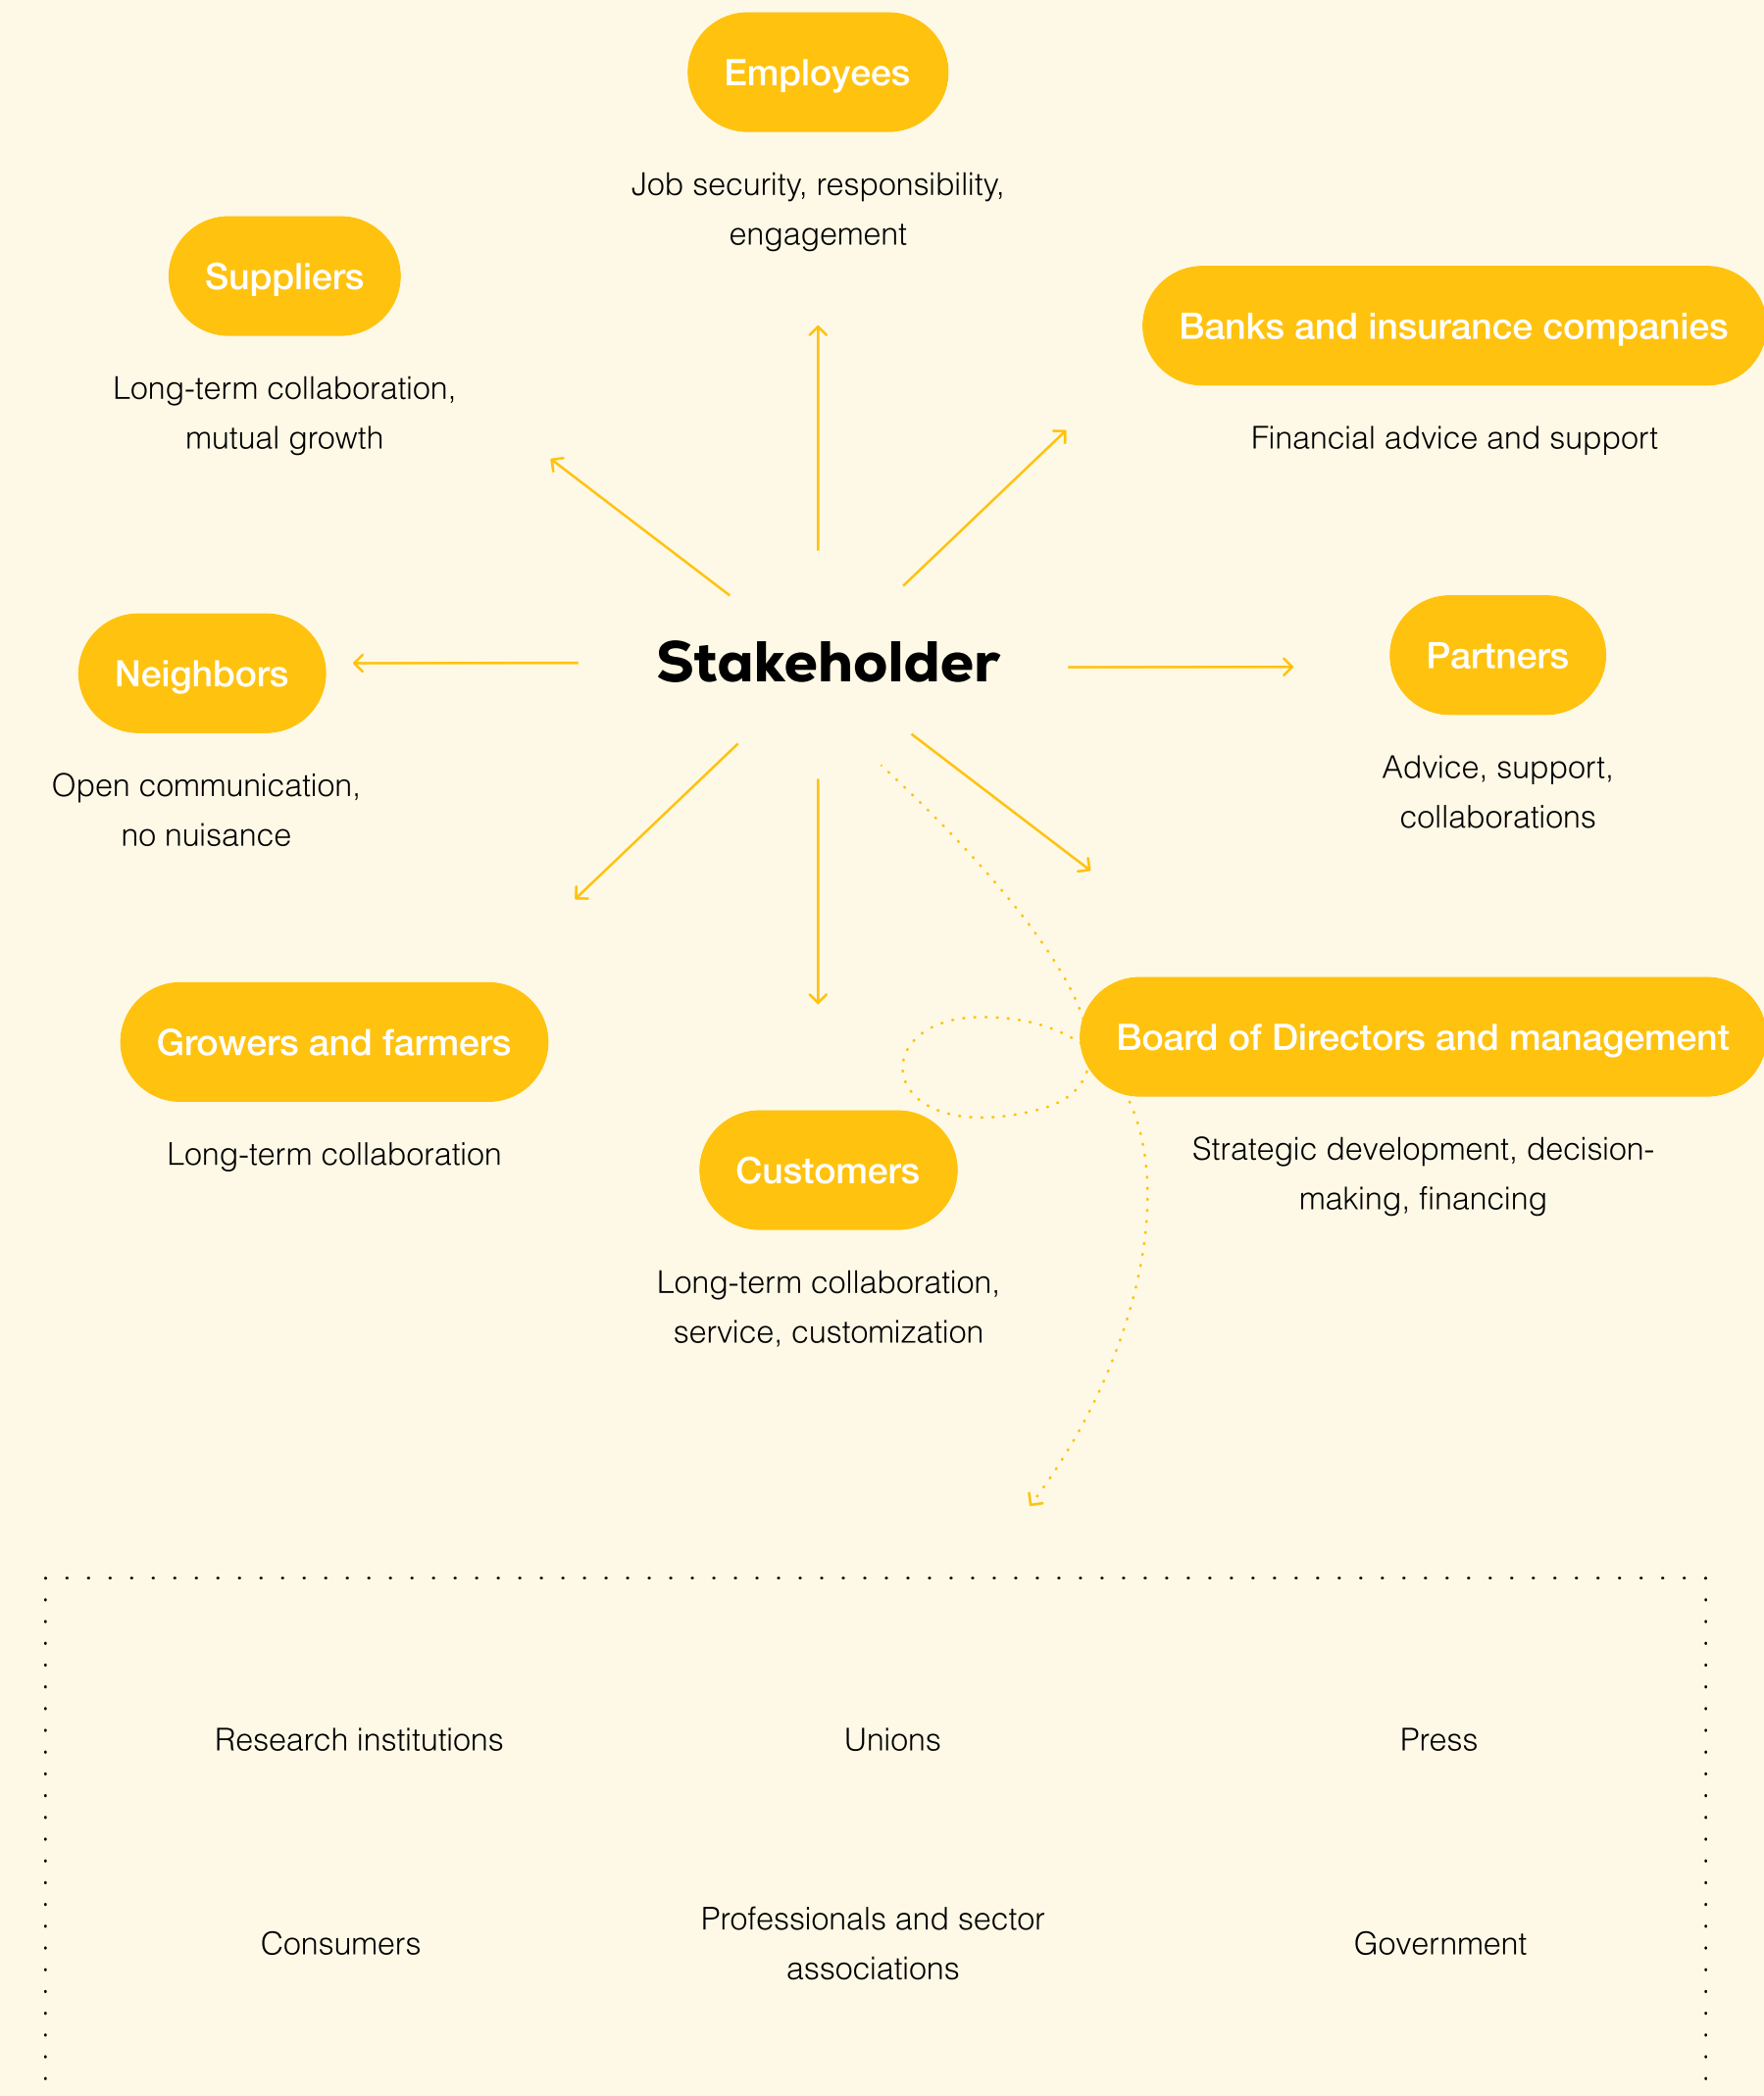 Employees
Job security, responsibility,
engagement
Suppliers
Long-term collaboration,
mutual growth
Banks and insurance companies
Financial advice and support
Stakeholder
Neighbors
Open communication,
no nuisance
Partners
Advice, support,
collaborations
Growers and farmers
Long-term collaboration
Customers
Long-term collaboration,
service, customization
Board of Directors and management
Strategic development, decision-
making, financing
Research institutions
Unions
Press
Consumers
Professionals and sector
associations
Government